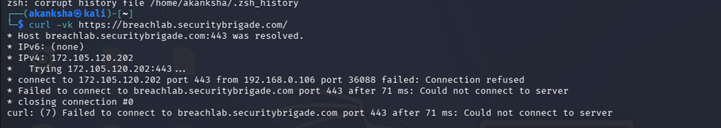 zsh: corrupt history file /home/akanksha/.zsh_history
┌──(akanksha㉿kali)-[~]
└─$ curl -vk https://breachlab.securitybrigade.com/
* Host breachlab.securitybrigade.com:443 was resolved.
* IPv6: (none)
* IPv4: 172.105.120.202
*   Trying 172.105.120.202:443...
* connect to 172.105.120.202 port 443 from 192.168.0.106 port 36088 failed: Connection refused
* Failed to connect to breachlab.securitybrigade.com port 443 after 71 ms: Could not connect to server
* closing connection #0
curl: (7) Failed to connect to breachlab.securitybrigade.com port 443 after 71 ms: Could not connect to server